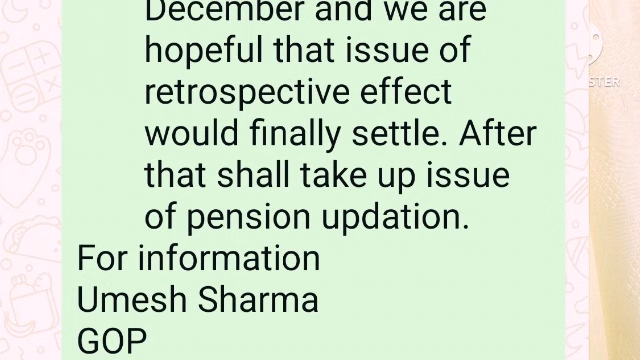 December and we are
hopeful that issue of
retrospective effect
would finally settle. After
that shall take up issue
of pension updation.
For information
Umesh Sharma
GOP
STER